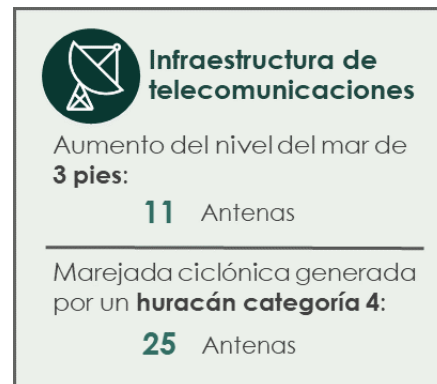 Infraestructura de
telecomunicaciones
Aumento del nivel del mar de
3 pies:
11 Antenas
Marejada ciclónica generada
por un huracán categoría 4:
25 Antenas